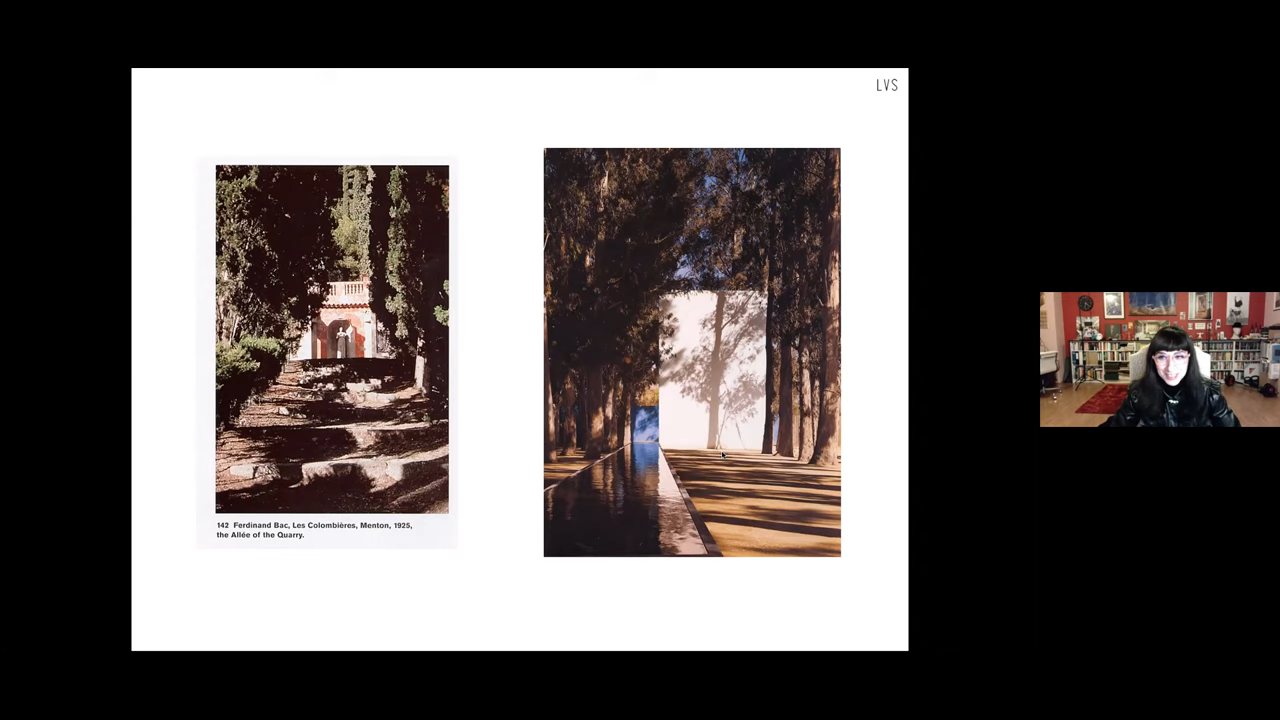 LVS
142 Ferdinand Bac, Les Colombières, Menton, 1925,
the Allée of the Quarry.